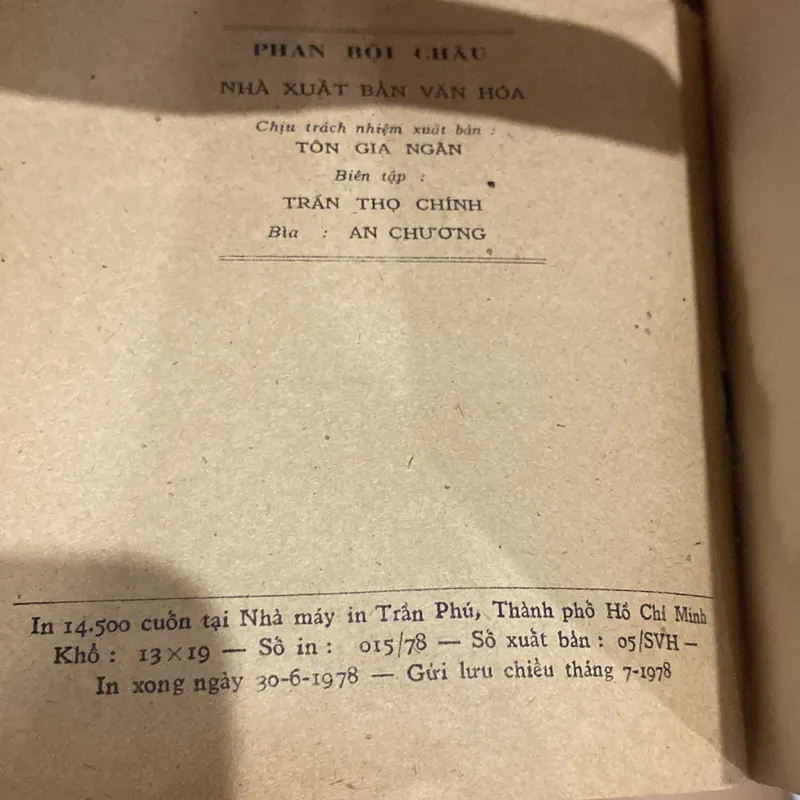 PHAN BỘI CHÂU
NHÀ XUẤT BẢN VĂN HÓA
Chịu trách nhiệm xuất bản :
TÔN GIA NGÂN
Biên tập :
TRẦN THỌ CHÍNH
Bìa : AN CHƯƠNG
In 14.500 cuốn tại Nhà máy in Trần Phú, Thành phố Hồ Chí Minh
Khổ : 13×19 — Số in : 015/78 — Số xuất bản : 05/SVH —
In xong ngày 30-6-1978 — Gửi lưu chiều tháng 7-1978